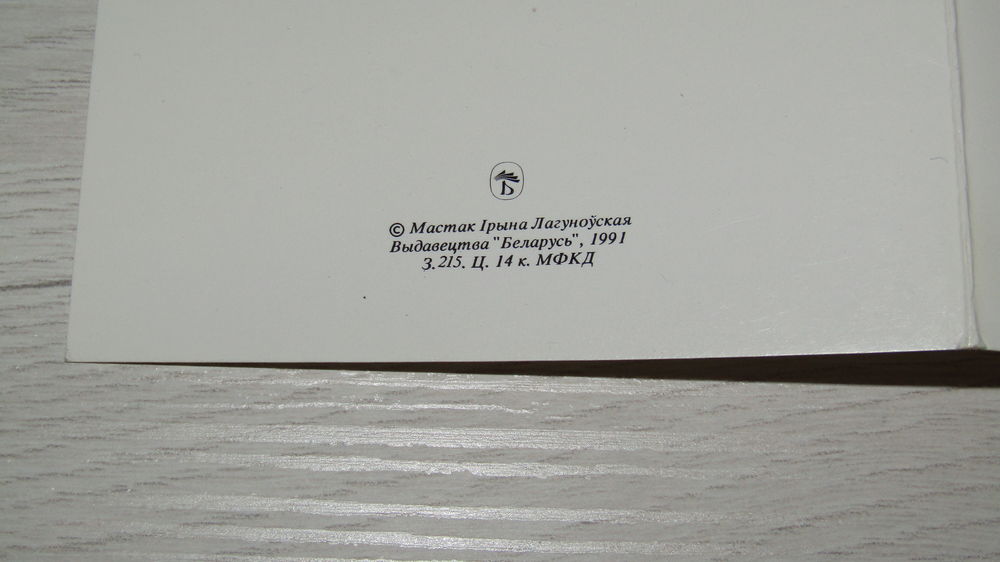 Б
© Мастак Ірына Лагуноўская
Выдавецтва "Беларусь", 1991
З.215. Ц. 14 к. МФКД